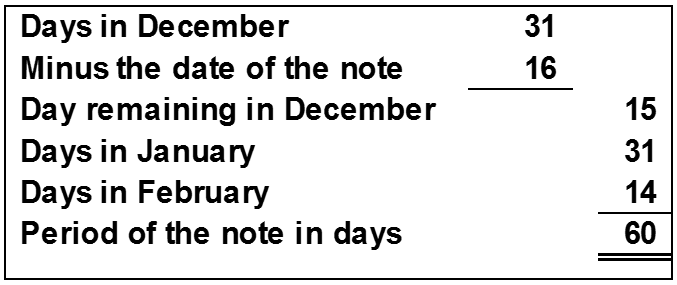 Days in December 31
Minus the date of the note 16
Day remaining in December 15
Days in January 31
Days in February 14
Period of the note in days 60